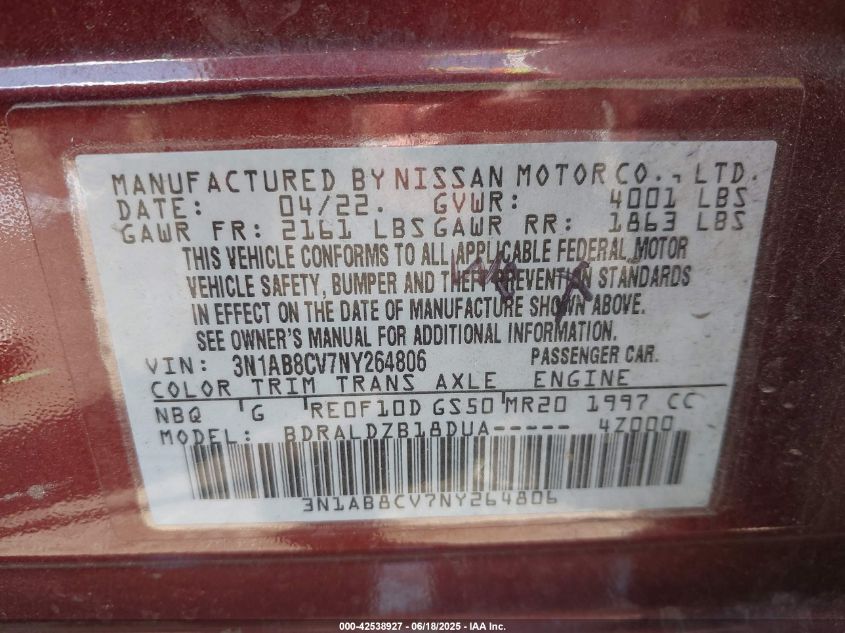 MANUFACTURED BY NISSAN MOTOR CO., LTD.
DATE: 04/22. GVWR: 4001 LBS
GAWR FR: 2161 LBS GAWR RR: 1863 LBS
THIS VEHICLE CONFORMS TO ALL APPLICABLE FEDERAL MOTOR
VEHICLE SAFETY, BUMPER AND THEFT PREVENTION STANDARDS
IN EFFECT ON THE DATE OF MANUFACTURE SHOWN ABOVE.
SEE OWNER'S MANUAL FOR ADDITIONAL INFORMATION.
VIN: 3N1AB8CV7NY264806 PASSENGER CAR.
COLOR TRIM TRANS AXLE ENGINE
NBQ G RE0F10D GS50 MR20 1997 CC
MODEL: BDRALDZB18DUA----- 4Z000
3N1AB8CV7NY264806
000-42538927 - 06/18/2025 - IAA Inc.